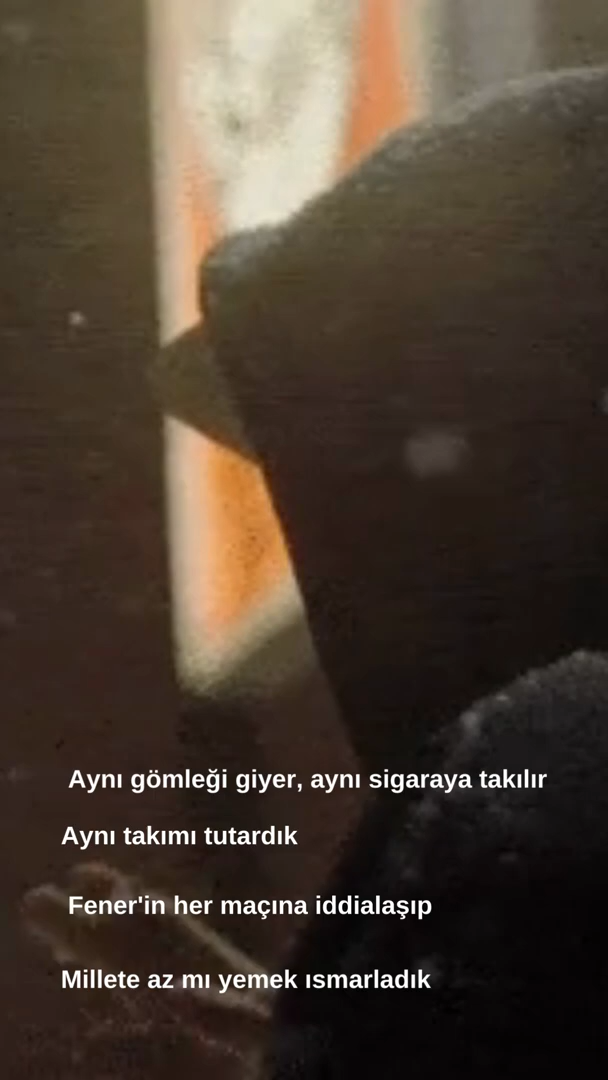 Aynı gömleği giyer, aynı sigaraya takılır
Aynı takımı tutardık
Fener'in her maçına iddialaşıp
Millete az mı yemek ısmarladık